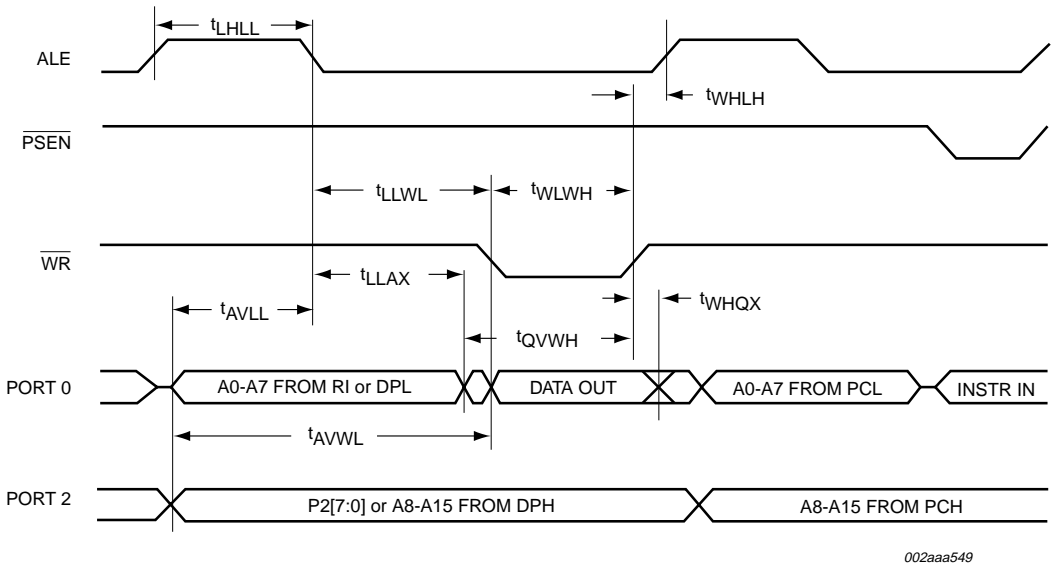 tLHLL
ALE
tWHLH
PSEN
tLLWL
tWLWH
WR
tLLAX
tAVLL
tWHQX
tQVWH
PORT 0
A0-A7 FROM RI or DPL
DATA OUT
A0-A7 FROM PCL
INSTR IN
tAVWL
PORT 2
P2[7:0] or A8-A15 FROM DPH
A8-A15 FROM PCH
002aaa549